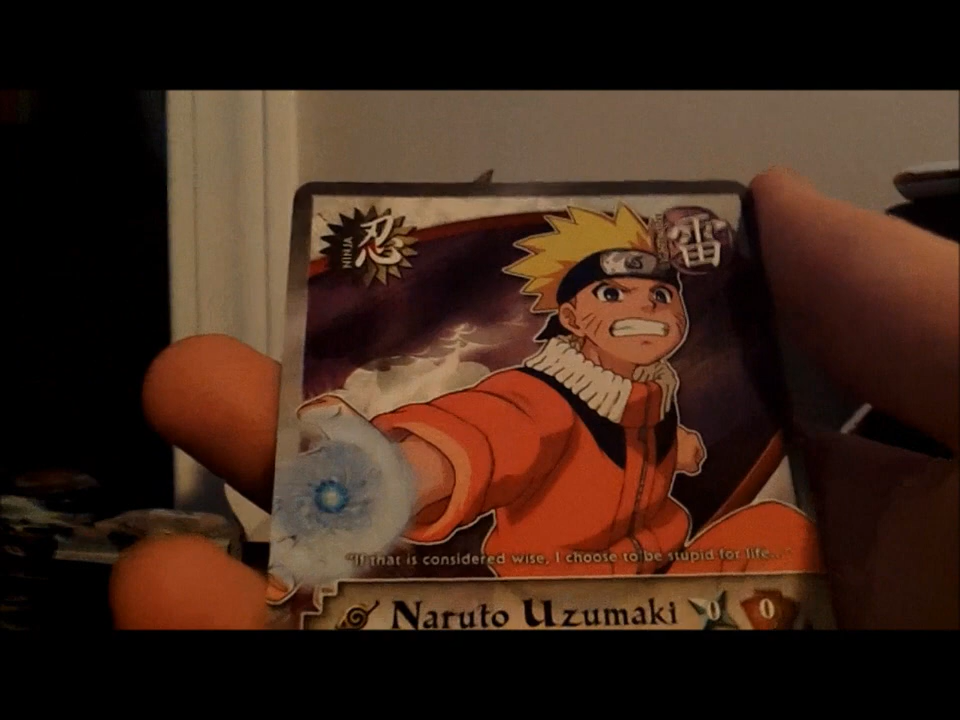 NINJA
忍
雷
"If that is considered wise, I choose to be stupid for life..."
Naruto Uzumaki 0 0